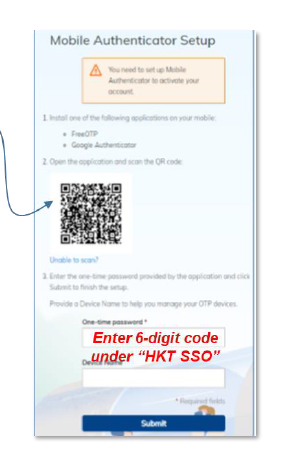 Mobile Authenticator Setup
You need to set up Mobile
Authenticator to activate your
account.
1. Install one of the following applications on your mobile:
FreeOTP
Google Authenticator
2. Open the application and scan the QR code:
Unable to scan?
3. Enter the one-time password provided by the application and click
Submit to finish the setup.
Provide a Device Name to help you manage your OTP devices.
One-time password *
Enter 6-digit code
under “HKT SSO”
Device Name
* Required fields
Submit